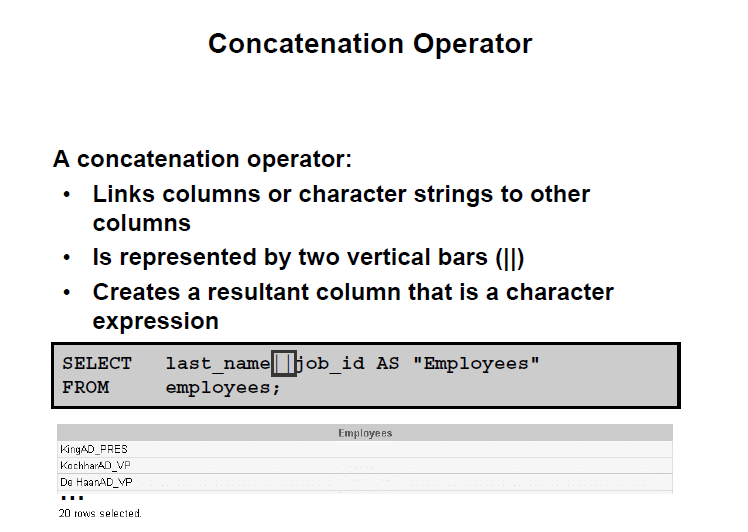 Concatenation Operator
A concatenation operator:
• Links columns or character strings to other
columns
• Is represented by two vertical bars (||)
• Creates a resultant column that is a character
expression
SELECT last_name||job_id AS "Employees"
FROM employees;
Employees
KingAD_PRES
KochharAD_VP
De HaanAD_VP
...
20 rows selected.